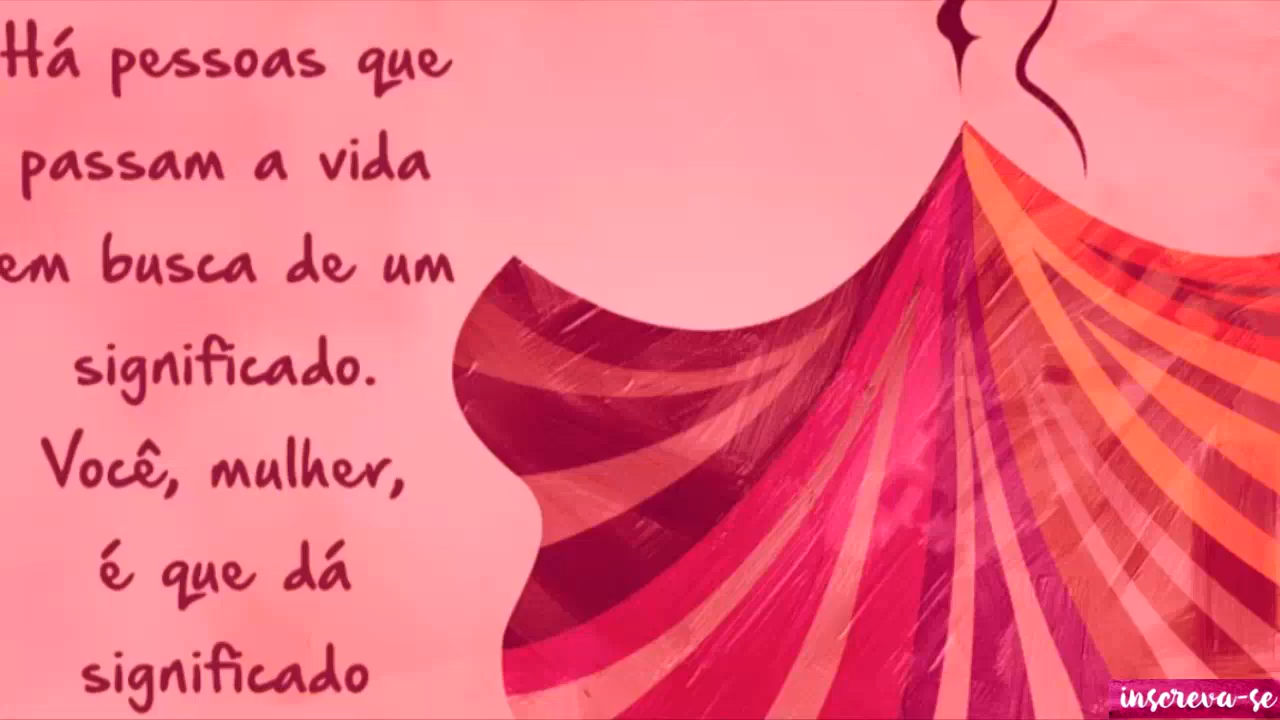 Há pessoas que
passam a vida
em busca de um
significado.
Você, mulher,
é que dá
significado
inscreva-se